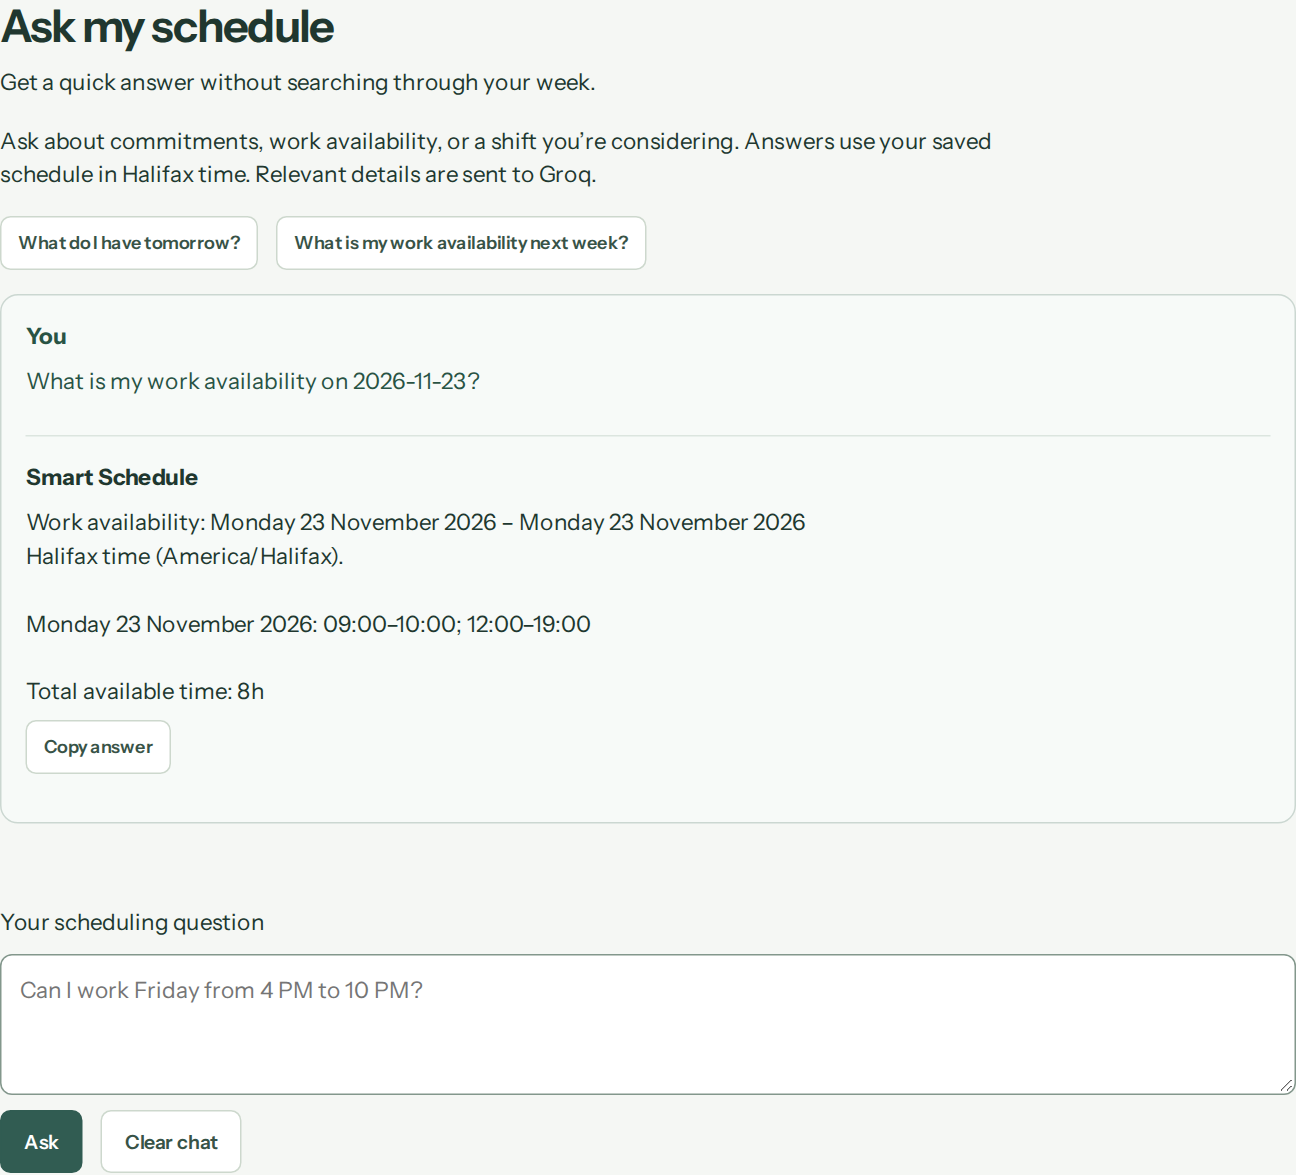 Ask my schedule
Get a quick answer without searching through your week.
Ask about commitments, work availability, or a shift you’re considering. Answers use your saved
schedule in Halifax time. Relevant details are sent to Groq.
What do I have tomorrow?
What is my work availability next week?
You
What is my work availability on 2026-11-23?
Smart Schedule
Work availability: Monday 23 November 2026 – Monday 23 November 2026
Halifax time (America/Halifax).
Monday 23 November 2026: 09:00–10:00; 12:00–19:00
Total available time: 8h
Copy answer
Your scheduling question
Can I work Friday from 4 PM to 10 PM?
Ask
Clear chat